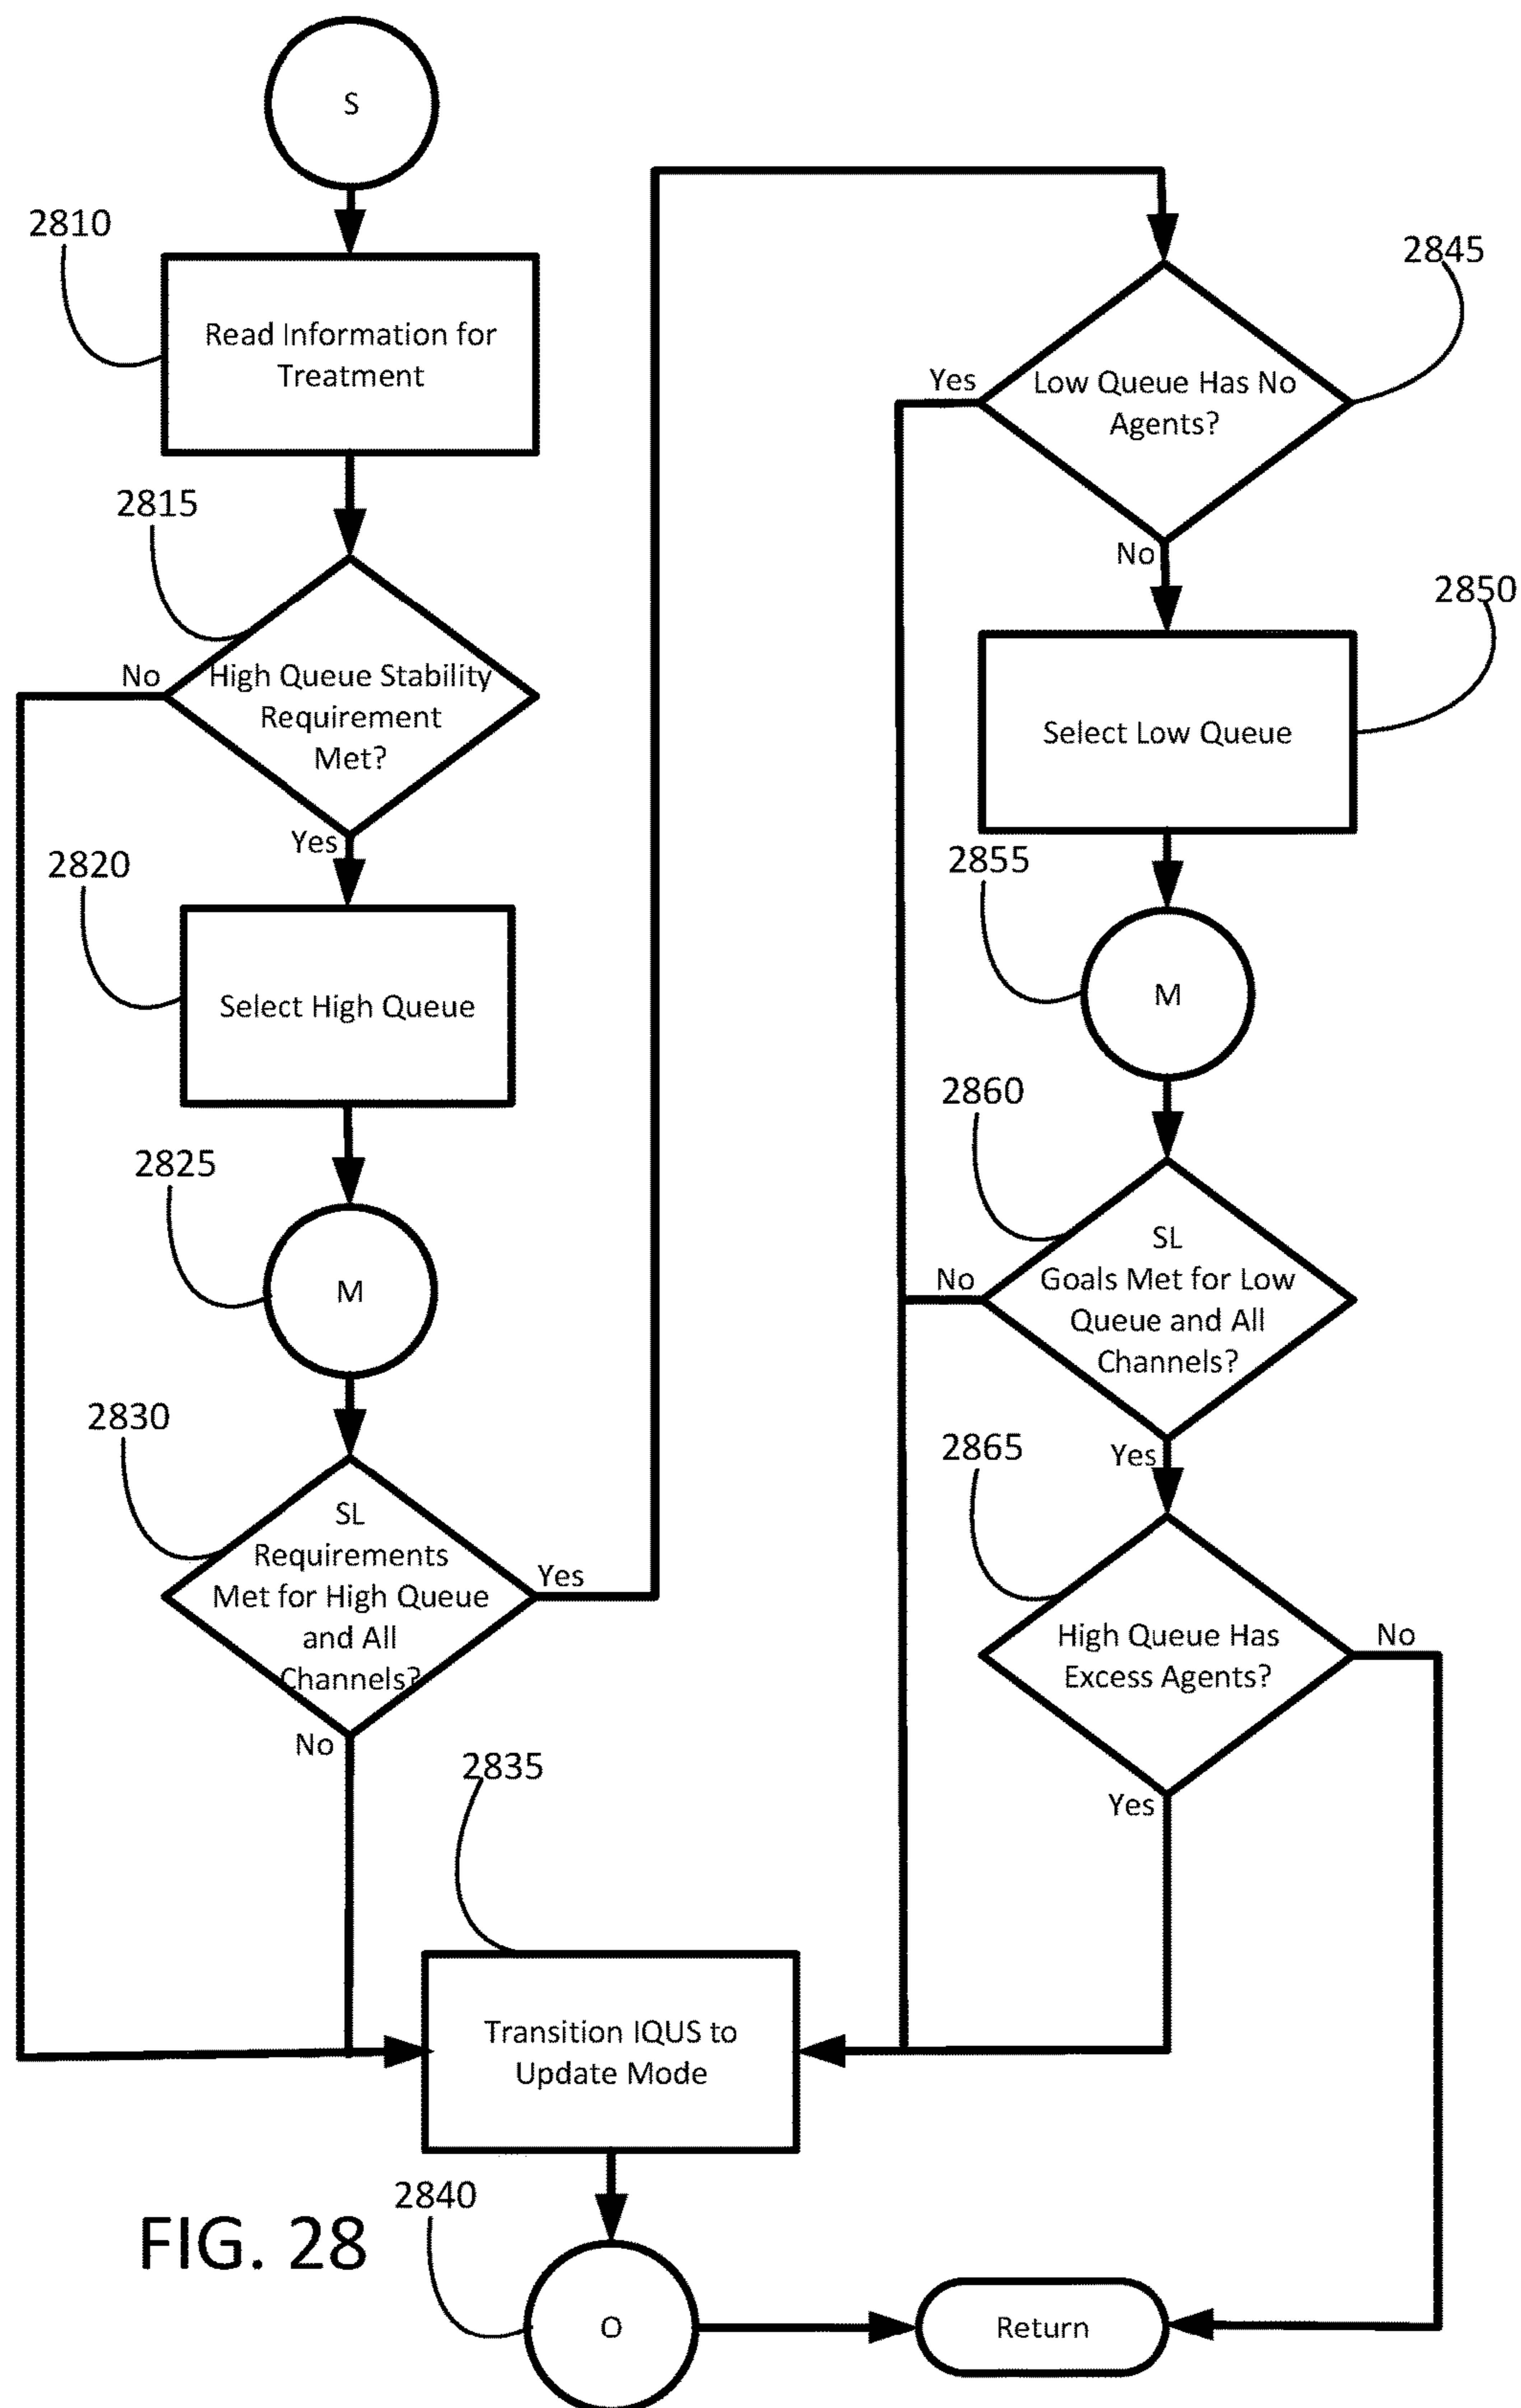 S
2810
Read Information for
Treatment
2815
No
High Queue Stability
Requirement
Met?
Yes
2820
Select High Queue
2825
M
2830
SL
Requirements
Met for High Queue
and All
Channels?
Yes
No
2835
Transition IQUS to
Update Mode
2840
O
Return
2845
Yes
Low Queue Has No
Agents?
No
2850
Select Low Queue
2855
M
2860
No
SL
Goals Met for Low
Queue and All
Channels?
Yes
2865
High Queue Has
Excess Agents?
No
Yes
FIG. 28